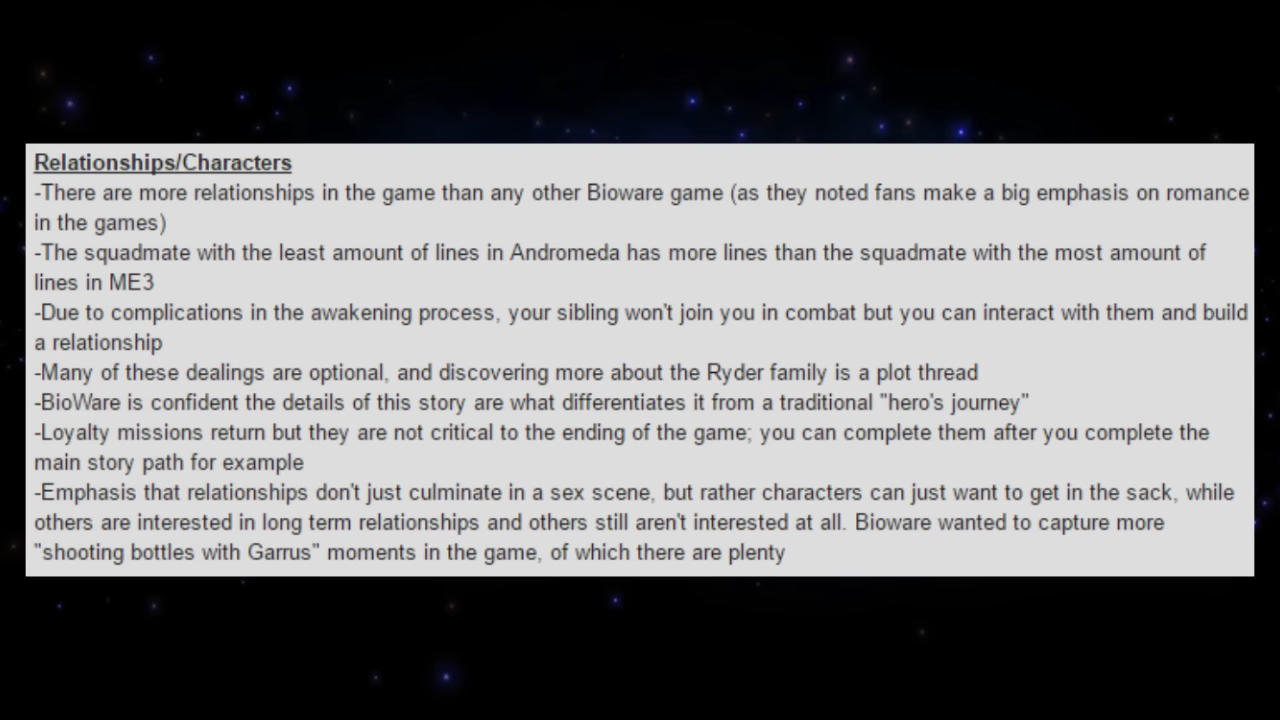 Relationships/Characters
-There are more relationships in the game than any other Bioware game (as they noted fans make a big emphasis on romance
in the games)
-The squadmate with the least amount of lines in Andromeda has more lines than the squadmate with the most amount of
lines in ME3
-Due to complications in the awakening process, your sibling won't join you in combat but you can interact with them and build
a relationship
-Many of these dealings are optional, and discovering more about the Ryder family is a plot thread
-BioWare is confident the details of this story are what differentiates it from a traditional "hero's journey"
-Loyalty missions return but they are not critical to the ending of the game; you can complete them after you complete the
main story path for example
-Emphasis that relationships don't just culminate in a sex scene, but rather characters can just want to get in the sack, while
others are interested in long term relationships and others still aren't interested at all. Bioware wanted to capture more
"shooting bottles with Garrus" moments in the game, of which there are plenty